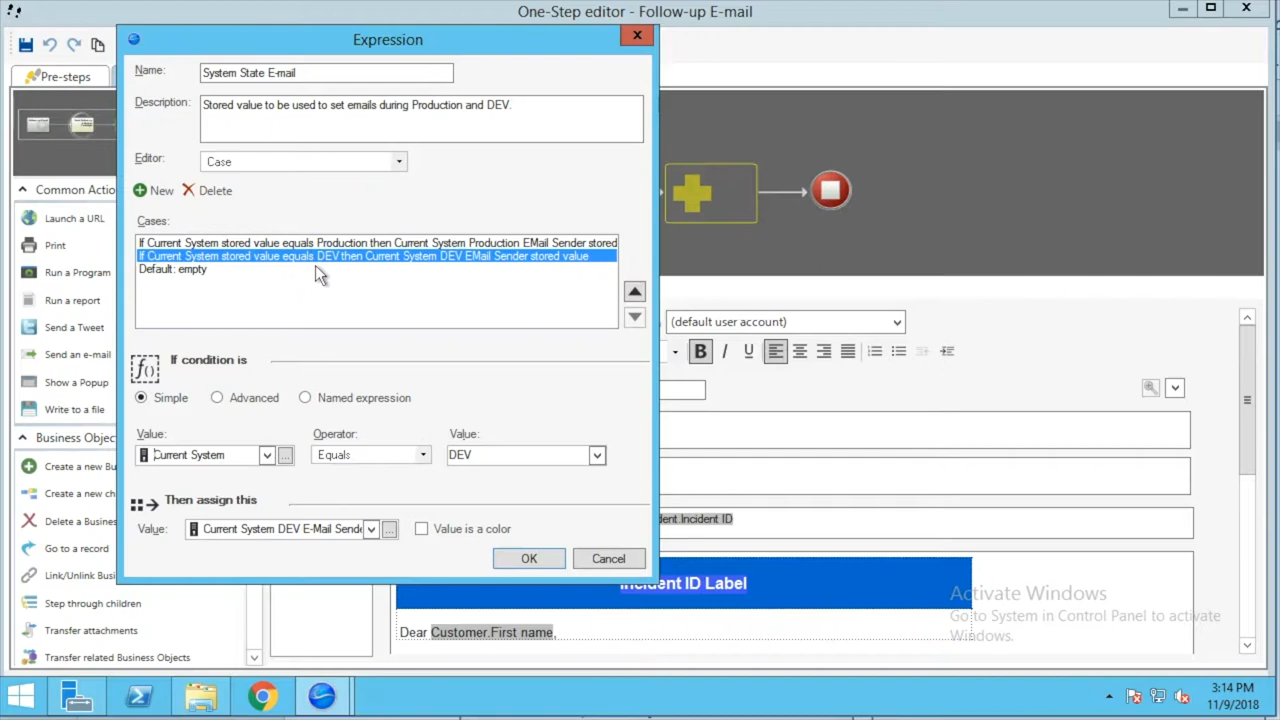 One-Step editor - Follow-up E-mail
Expression
Pre-steps
Name:
System State E-mail
Description:
Stored value to be used to set emails during Production and DEV.
Editor:
Case
New
Delete
Cases:
If Current System stored value equals Production then Current System Production EMail Sender stored
If Current System stored value equals DEV then Current System DEV EMail Sender stored value
Default: empty
If condition is
Simple
Advanced
Named expression
Value:
Operator:
Value:
Current System
Equals
DEV
Then assign this
Value:
Current System DEV E-Mail Sende
Value is a color
OK
Cancel
Common Actio
Launch a URL
Print
Run a Program
Run a report
Send a Tweet
Send an e-mail
Show a Popup
Write to a file
Business Objec
Create a new Bu
Create a new ch
Delete a Busines
Go to a record
Link/Unlink Busi
Step through children
Transfer attachments
Transfer related Business Objects
(default user account)
B I U
dent.Incident ID
Incident ID Label
Dear Customer.First name,
Activate Windows
Go to System in Control Panel to activate
Windows.
3:14 PM
11/9/2018